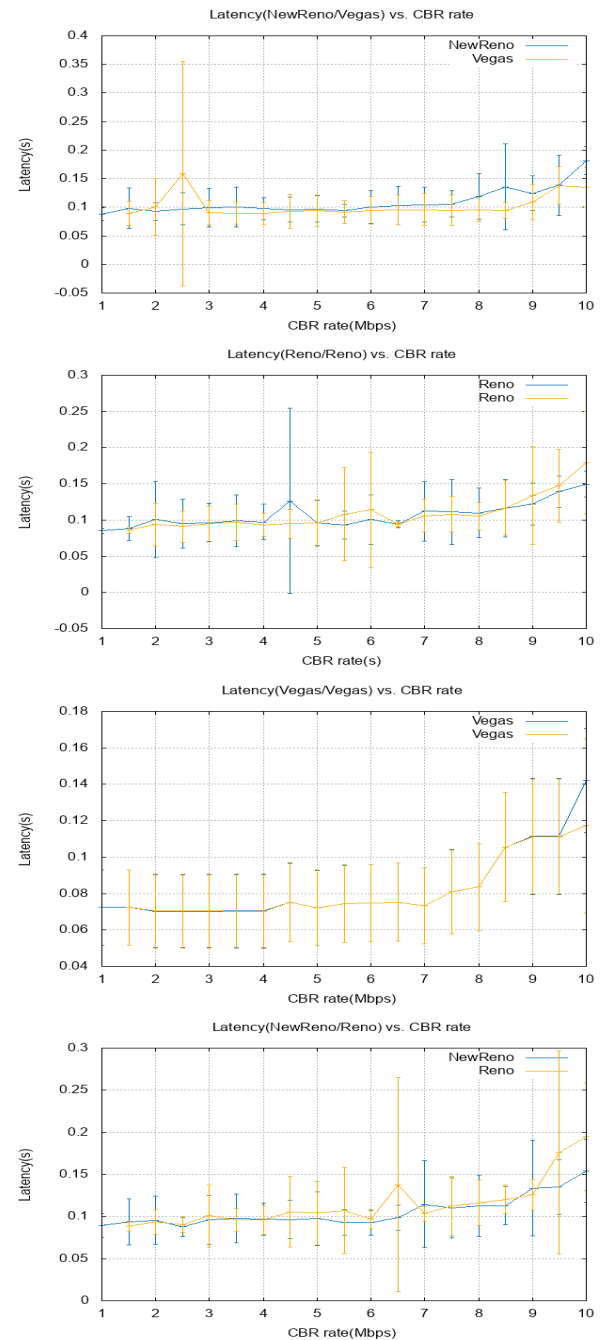 Latency(NewReno/Vegas) vs. CBR rate
NewReno
Vegas
0.4
0.35
0.3
0.25
0.2
0.15
0.1
0.05
0
-0.05
Latency(s)
1 2 3 4 5 6 7 8 9 10
CBR rate(Mbps)
Latency(Reno/Reno) vs. CBR rate
Reno
Reno
0.3
0.25
0.2
0.15
0.1
0.05
0
-0.05
Latency(s)
1 2 3 4 5 6 7 8 9 10
CBR rate(s)
Latency(Vegas/Vegas) vs. CBR rate
Vegas
Vegas
0.18
0.16
0.14
0.12
0.1
0.08
0.06
0.04
Latency(s)
1 2 3 4 5 6 7 8 9 10
CBR rate(Mbps)
Latency(NewReno/Reno) vs. CBR rate
NewReno
Reno
0.3
0.25
0.2
0.15
0.1
0.05
0
Latency(s)
1 2 3 4 5 6 7 8 9 10
CBR rate(Mbps)